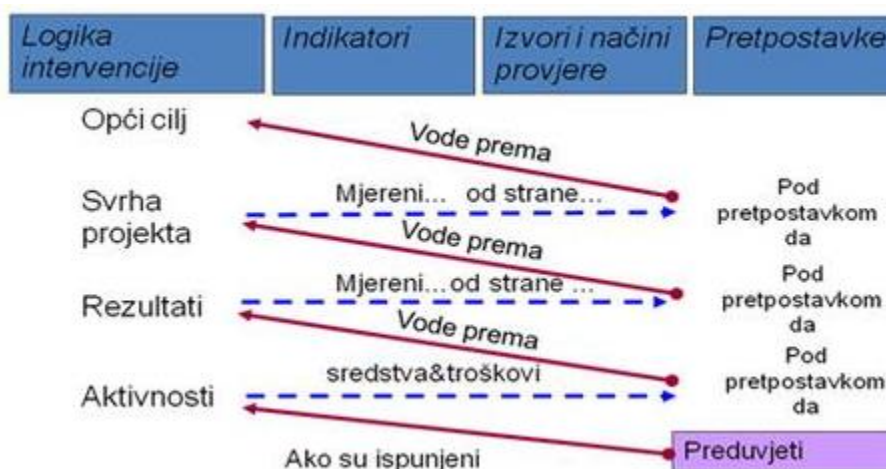 Logika
intervencije
Indikatori
Izvori i načini
provjere
Pretpostavke
Opći cilj
Vode prema
Svrha
projekta
Mjereni... od strane...
Pod
pretpostavkom
da
Vode prema
Rezultati
Mjereni... od strane ...
Pod
pretpostavkom
da
Vode prema
Aktivnosti
sredstva&troškovi
Pod
pretpostavkom
da
Ako su ispunjeni
Preduvjeti